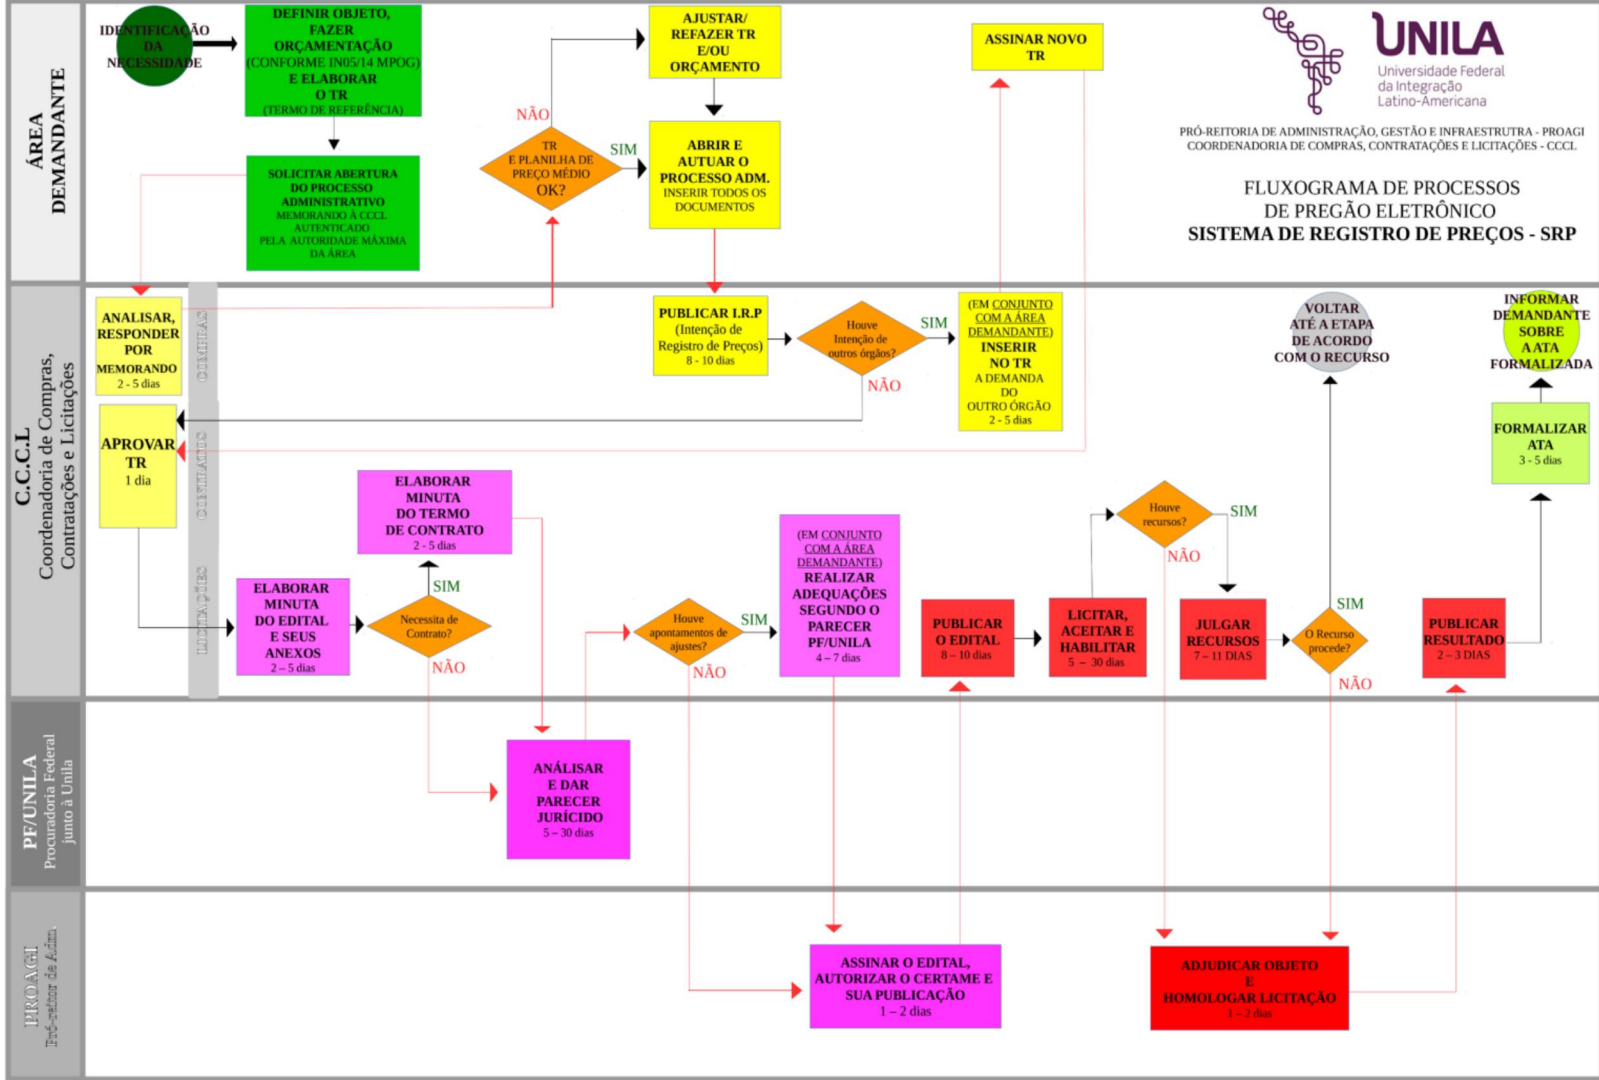 ÁREA
DEMANDANTE
IDENTIFICAÇÃO
DA
NECESSIDADE
DEFINIR OBJETO,
FAZER
ORÇAMENTAÇÃO
(CONFORME IN05/14 MPOG)
E ELABORAR
O TR
(TERMO DE REFERÊNCIA)
SOLICITAR ABERTURA
DO PROCESSO
ADMINISTRATIVO
MEMORANDO À CCCL
AUTENTICADO
PELA AUTORIDADE MÁXIMA
DA ÁREA
TR
E PLANILHA DE
PREÇO MÉDIO
OK?
NÃO
SIM
AJUSTAR/
REFAZER TR
E/OU
ORÇAMENTO
ABRIR E
AUTUAR O
PROCESSO ADM.
INSERIR TODOS OS
DOCUMENTOS
ASSINAR NOVO
TR
UNILA
Universidade Federal
da Integração
Latino-Americana
PRÓ-REITORIA DE ADMINISTRAÇÃO, GESTÃO E INFRAESTRUTRA - PROAGI
COORDENADORIA DE COMPRAS, CONTRATAÇÕES E LICITAÇÕES - CCCL
FLUXOGRAMA DE PROCESSOS
DE PREGÃO ELETRÔNICO
SISTEMA DE REGISTRO DE PREÇOS - SRP
C.C.C.L
Coordenadoria de Compras,
Contratações e Licitações
COMPRAS
CONTRATUS
LICITAÇÕES
ANALISAR,
RESPONDER
POR
MEMORANDO
2 - 5 dias
APROVAR
TR
1 dia
PUBLICAR I.R.P
(Intenção de
Registro de Preços)
8 - 10 dias
Houve
Intenção de
outros órgãos?
SIM
NÃO
(EM CONJUNTO
COM A ÁREA
DEMANDANTE)
INSERIR
NO TR
A DEMANDA
DO
OUTRO ÓRGÃO
2 - 5 dias
VOLTAR
ATÉ A ETAPA
DE ACORDO
COM O RECURSO
INFORMAR
DEMANDANTE
SOBRE
A ATA
FORMALIZADA
FORMALIZAR
ATA
3 - 5 dias
ELABORAR
MINUTA
DO TERMO
DE CONTRATO
2 - 5 dias
ELABORAR
MINUTA
DO EDITAL
E SEUS
ANEXOS
2 – 5 dias
Necessita de
Contrato?
SIM
NÃO
Houve
apontamentos de
ajustes?
SIM
NÃO
(EM CONJUNTO
COM A ÁREA
DEMANDANTE)
REALIZAR
ADEQUAÇÕES
SEGUNDO O
PARECER
PF/UNILA
4 – 7 dias
PUBLICAR
O EDITAL
8 – 10 dias
LICITAR,
ACEITAR E
HABILITAR
5 – 30 dias
Houve
recursos?
SIM
NÃO
JULGAR
RECURSOS
7 – 11 DIAS
O Recurso
procede?
SIM
NÃO
PUBLICAR
RESULTADO
2 – 3 DIAS
PF/UNILA
Procuradoria Federal
junto à Unila
ANÁLISAR
E DAR
PARECER
JURÍCIDO
5 – 30 dias
PROAGI
Pró-reitor de Adm.
ASSINAR O EDITAL,
AUTORIZAR O CERTAME E
SUA PUBLICAÇÃO
1 – 2 dias
ADJUDICAR OBJETO
E
HOMOLOGAR LICITAÇÃO
1 – 2 dias